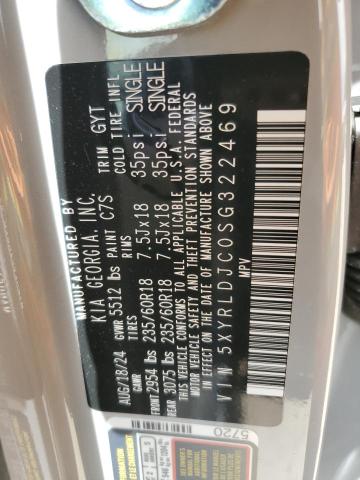 MANUFACTURED BY
KIA GEORGIA, INC.
AUG/18/24 GVWR 5512 lbs PAINT C7S TRIM GYT
GAWR TIRES RIMS COLD TIRE INFL
FRONT 2954 lbs 235/60R18 7.5Jx18 35psi SINGLE
REAR 3075 lbs 235/60R18 7.5Jx18 35psi SINGLE
THIS VEHICLE CONFORMS TO ALL APPLICABLE U.S.A. FEDERAL
MOTOR VEHICLE SAFETY AND THEFT PREVENTION STANDARDS
IN EFFECT ON THE DATE OF MANUFACTURE SHOWN ABOVE
VIN 5XYRLDJC0SG322469
MPV
5720